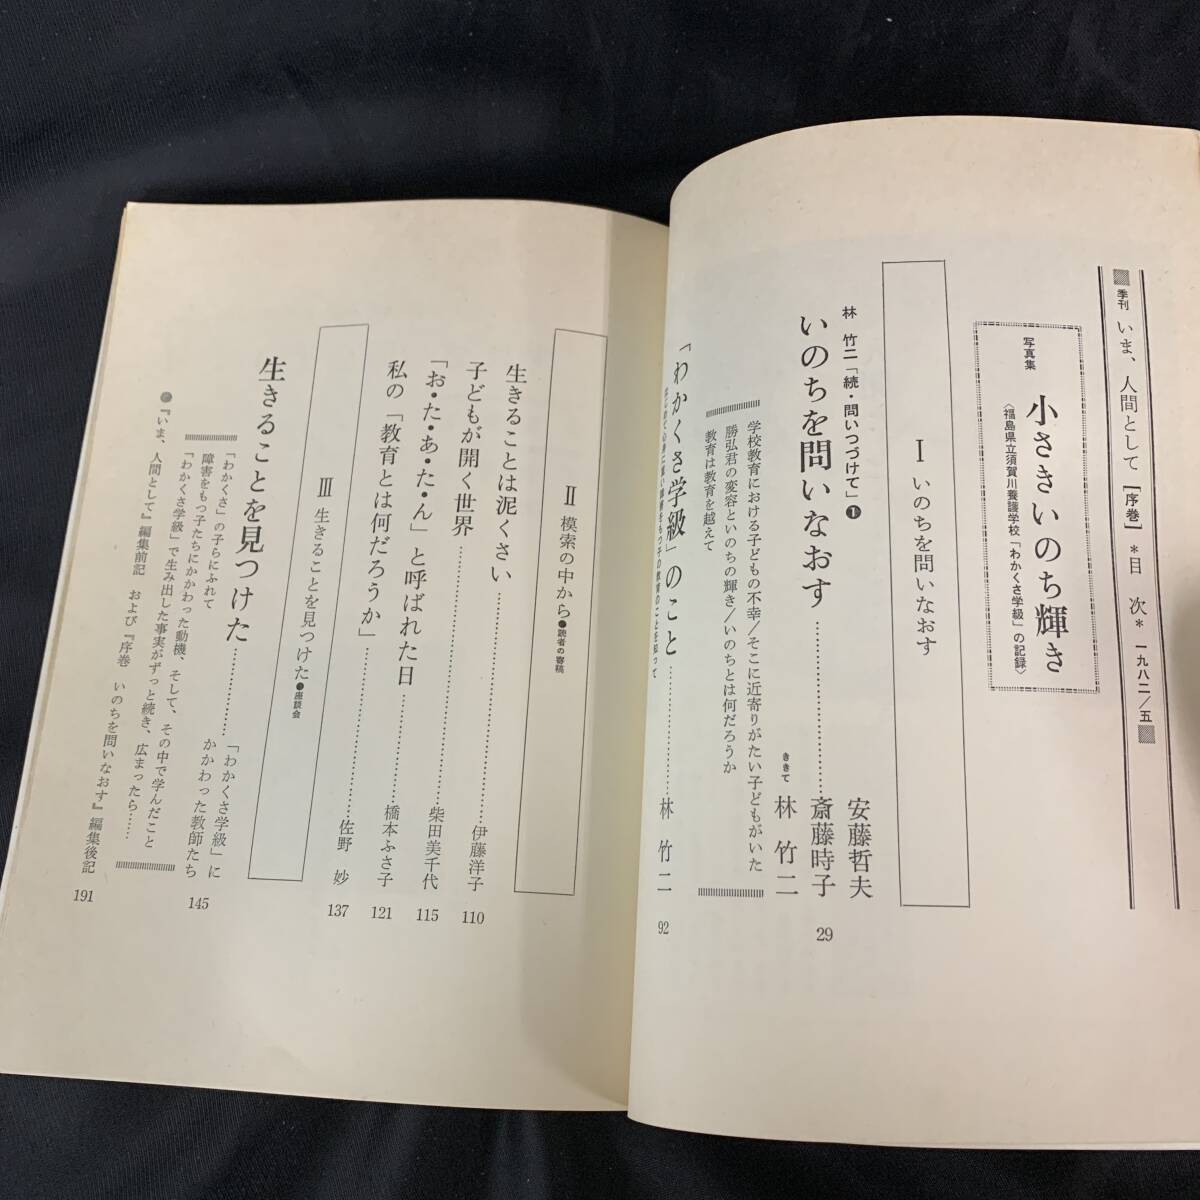 季刊 いま、人間として [序巻] *目 次* 一九八二/五
写真集 小さきいのち輝き
〈福島県立須賀川養護学校「わかくさ学級」の記録〉
Ⅰ いのちを問いなおす
林 竹二「続・問いつづけて」❶
いのちを問いなおす
安藤哲夫
斎藤時子
ききて 林 竹二
29
学校教育における子どもの不幸/そこに近寄りがたい子どもがいた
勝弘君の変容といのちの輝き/いのちとは何だろうか
教育は教育を越えて
「わかくさ学級」のこと 林 竹二 92
Ⅱ 模索の中から●読者の寄稿
生きることは泥くさい 伊藤洋子 110
子どもが開く世界 柴田美千代 115
「お・た・あ・た・ん」と呼ばれた日 橋本ふさ子 121
私の「教育とは何だろうか」 佐野 妙 137
Ⅲ 生きることを見つけた●座談会
生きることを見つけた 「わかくさ学級」に
かかわった教師たち 145
「わかくさ」の子らにふれて
障害をもつ子たちにかかわった動機、そして、その中で学んだこと
「わかくさ学級」で生み出した事実がずっと続き、広まったら……
●『いま、人間として』編集前記 および『序巻 いのちを問いなおす』編集後記 191